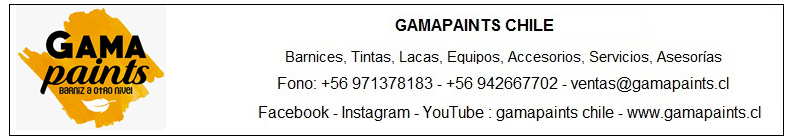 GAMA
paints
BARNIZ A OTRO NIVEL
GAMAPAINTS CHILE
Barnices, Tintas, Lacas, Equipos, Accesorios, Servicios, Asesorías
Fono: +56 971378183 - +56 942667702 - ventas@gamapaints.cl
Facebook - Instagram - YouTube : gamapaints chile - www.gamapaints.cl